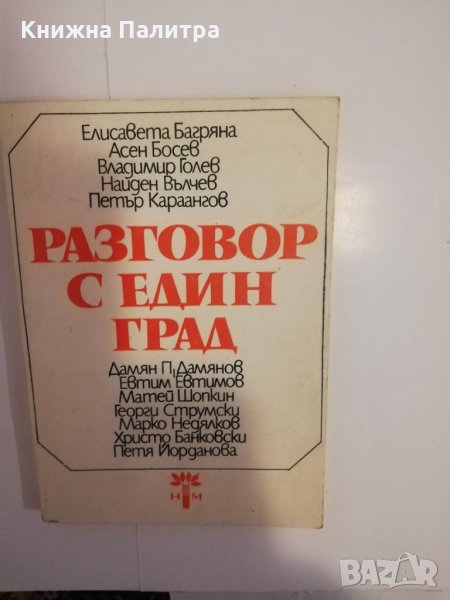 Книжна Палитра
Елисавета Багряна
Асен Босев
Владимир Голев
Найден Вълчев
Петър Караангов
РАЗГОВОР
С ЕДИН
ГРАД
Дамян П. Дамянов
Евтим Евтимов
Матей Шопкин
Георги Струмски
Марко Недялков
Христо Банковски
Петя Йорданова
Н М
BAZAR